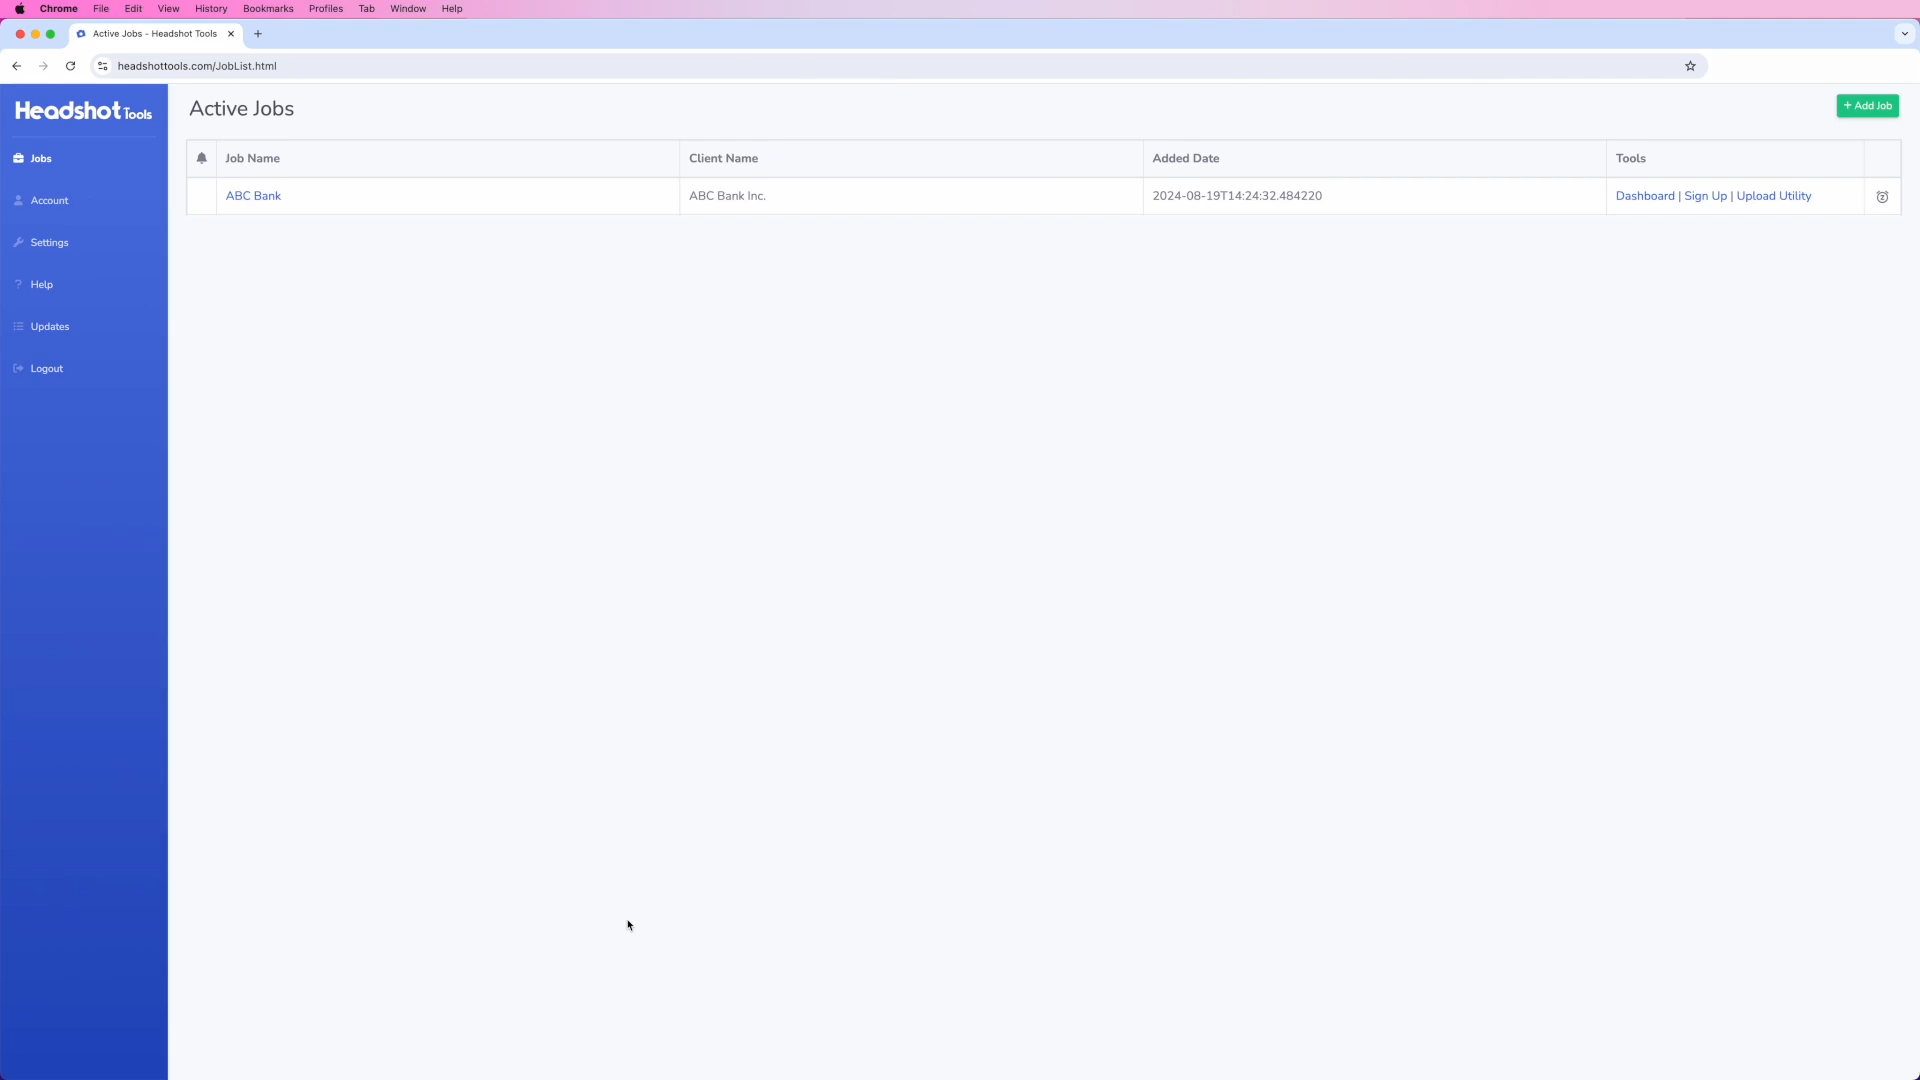 Chrome File Edit View History Bookmarks Profiles Tab Window Help
Active Jobs - Headshot Tools
headshottools.com/JobList.html
Headshot Tools
Jobs
Account
Settings
Help
Updates
Logout
Active Jobs
+ Add Job
Job Name Client Name Added Date Tools
ABC Bank ABC Bank Inc. 2024-08-19T14:24:32.484220 Dashboard | Sign Up | Upload Utility